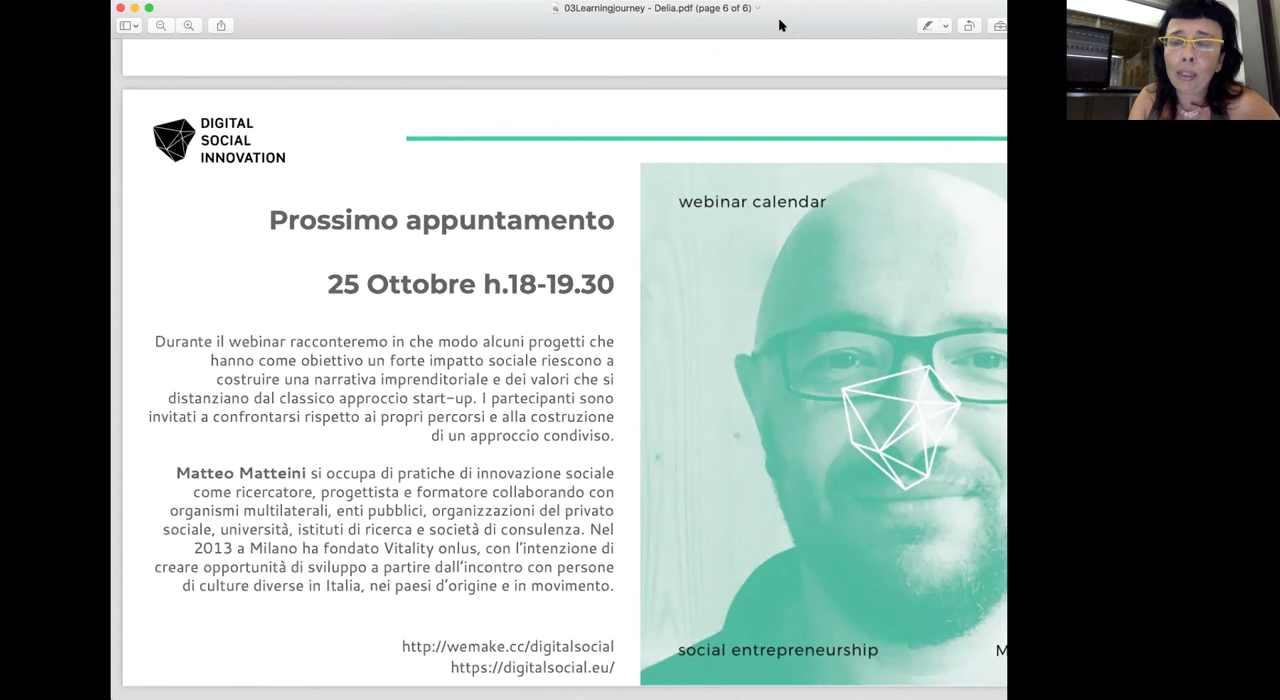 03Learningjourney - Delia.pdf (page 6 of 6)
DIGITAL
SOCIAL
INNOVATION
Prossimo appuntamento
25 Ottobre h.18-19.30
Durante il webinar racconteremo in che modo alcuni progetti che
hanno come obiettivo un forte impatto sociale riescono a
costruire una narrativa imprenditoriale e dei valori che si
distanziano dal classico approccio start-up. I partecipanti sono
invitati a confrontarsi rispetto ai propri percorsi e alla costruzione
di un approccio condiviso.
Matteo Matteini si occupa di pratiche di innovazione sociale
come ricercatore, progettista e formatore collaborando con
organismi multilaterali, enti pubblici, organizzazioni del privato
sociale, università, istituti di ricerca e società di consulenza. Nel
2013 a Milano ha fondato Vitality onlus, con l'intenzione di
creare opportunità di sviluppo a partire dall'incontro con persone
di culture diverse in Italia, nei paesi d'origine e in movimento.
http://wemake.cc/digitalsocial
https://digitalsocial.eu/
webinar calendar
social entrepreneurship
M